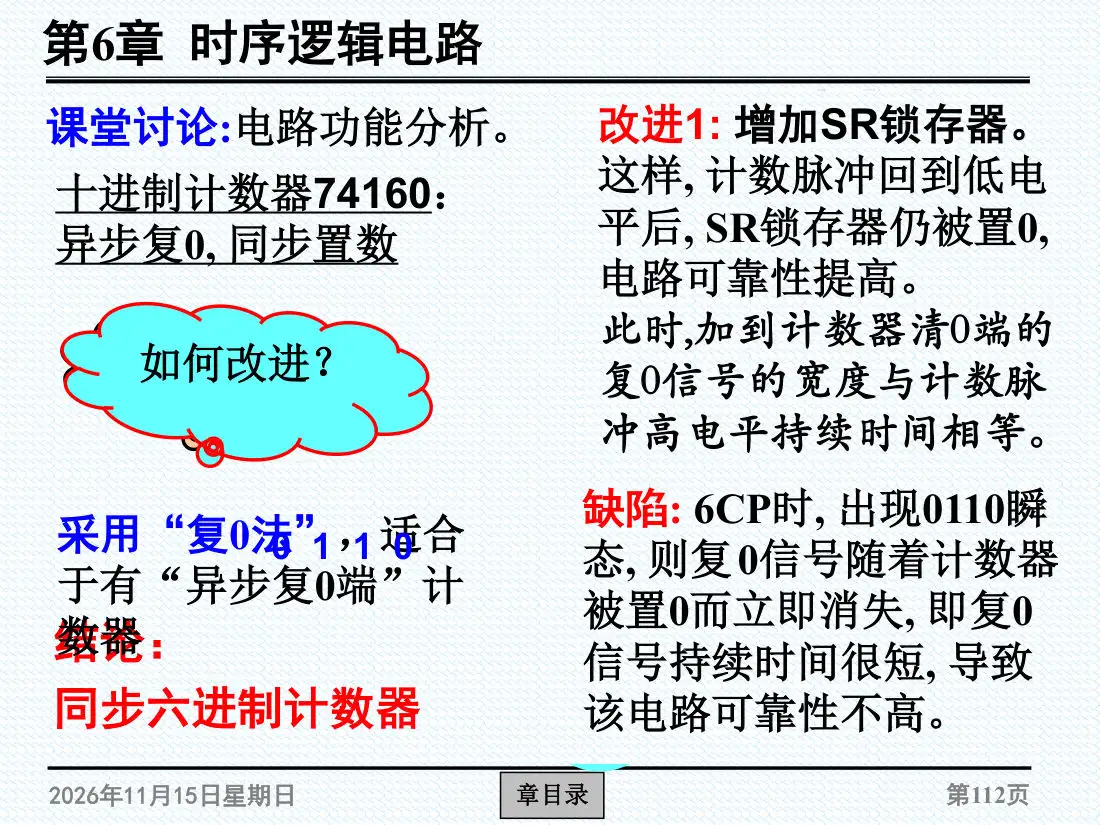 第6章 时序逻辑电路
课堂讨论:电路功能分析。
十进制计数器74160：
异步复0, 同步置数
如何改进？
采用“复0法”，适合
0 1 1 0
于有“异步复0端”计
数器
结论：
同步六进制计数器
改进1: 增加SR锁存器。
这样, 计数脉冲回到低电
平后, SR锁存器仍被置0,
电路可靠性提高。
此时,加到计数器清0端的
复0信号的宽度与计数脉
冲高电平持续时间相等。
缺陷: 6CP时, 出现0110瞬
态, 则复0信号随着计数器
被置0而立即消失, 即复0
信号持续时间很短, 导致
该电路可靠性不高。
2026年11月15日星期日
章目录
第112页